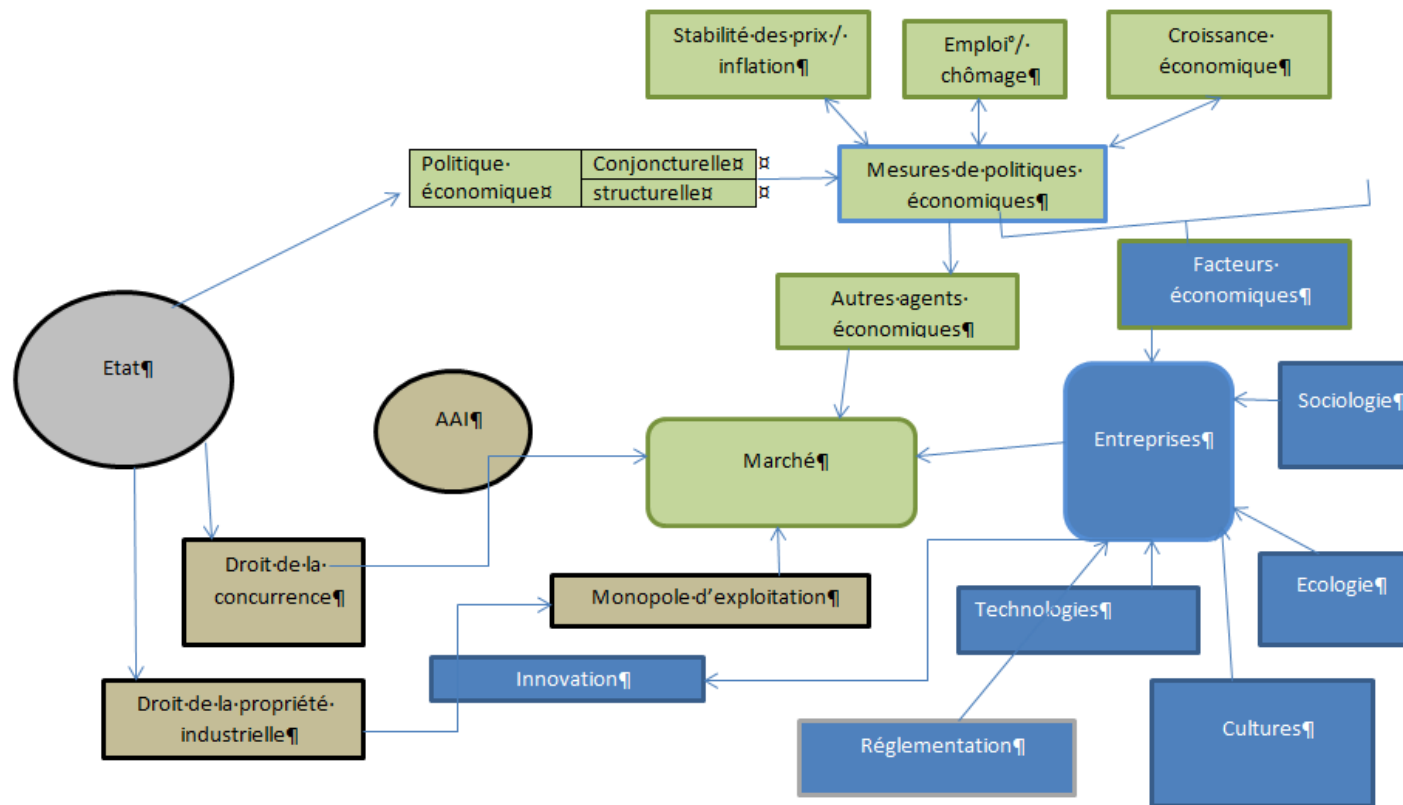 Stabilité·des·prix·/·
inflation¶
Emploi°/·
chômage¶
Croissance·
économique¶
Politique·
économique¤
Conjoncturelle¤ ¤
structurelle¤ ¤
Mesures·de·politiques·
économiques¶
Facteurs·
économiques¶
Autres·agents·
économiques¶
Etat¶
AAI¶
Marché¶
Entreprises¶
Sociologie¶
Droit·de·la·
concurrence¶
Monopole·d’exploitation¶
Technologies¶
Ecologie¶
Innovation¶
Droit·de·la·propriété·
industrielle¶
Réglementation¶
Cultures¶